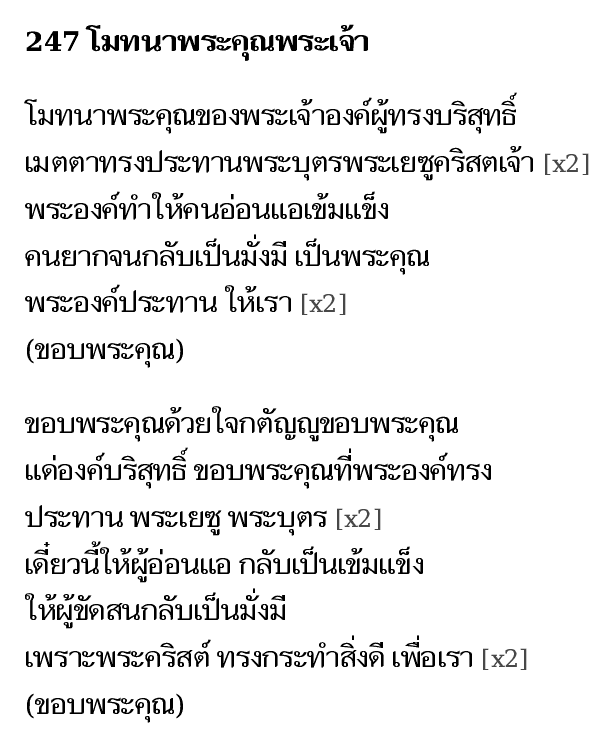 247 โมทนาพระคุณพระเจ้า
โมทนาพระคุณของพระเจ้าองค์ผู้ทรงบริสุทธิ์
เมตตาทรงประทานพระบุตรพระเยซูคริสตเจ้า [x2]
พระองค์ทำให้คนอ่อนแอเข้มแข็ง
คนยากจนกลับเป็นมั่งมี เป็นพระคุณ
พระองค์ประทาน ให้เรา [x2]
(ขอบพระคุณ)
ขอบพระคุณด้วยใจกตัญญูขอบพระคุณ
แด่องค์บริสุทธิ์ ขอบพระคุณที่พระองค์ทรง
ประทาน พระเยซู พระบุตร [x2]
เดี๋ยวนี้ให้ผู้อ่อนแอ กลับเป็นเข้มแข็ง
ให้ผู้ขัดสนกลับเป็นมั่งมี
เพราะพระคริสต์ ทรงกระทำสิ่งดี เพื่อเรา [x2]
(ขอบพระคุณ)